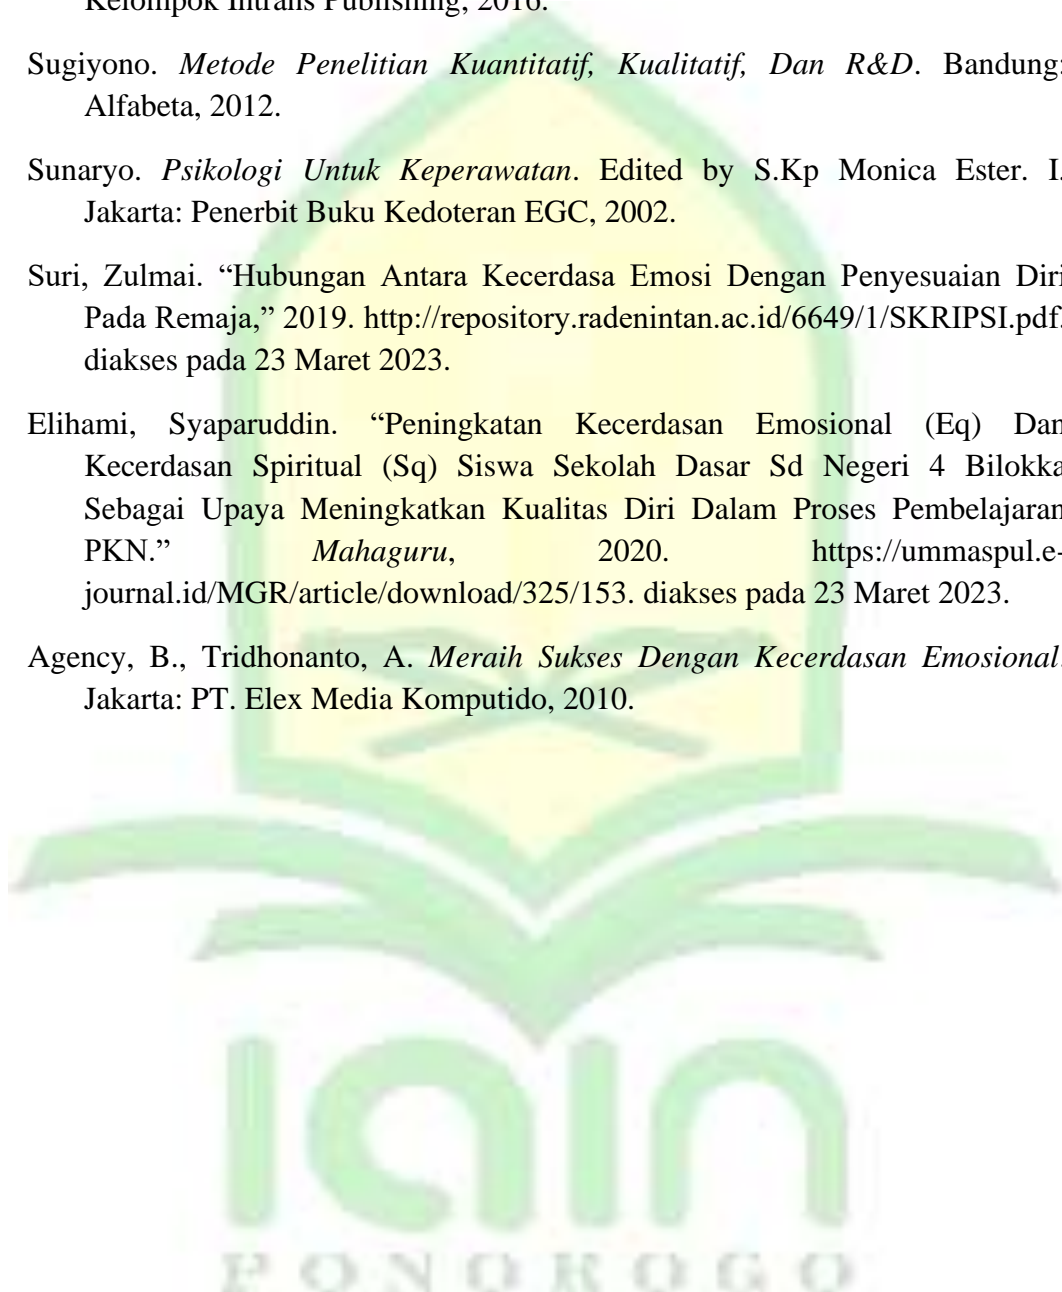 Kelompok Intrans Publishing, 2016.
Sugiyono. Metode Penelitian Kuantitatif, Kualitatif, Dan R&D. Bandung:
Alfabeta, 2012.
Sunaryo. Psikologi Untuk Keperawatan. Edited by S.Kp Monica Ester. I.
Jakarta: Penerbit Buku Kedoteran EGC, 2002.
Suri, Zulmai. “Hubungan Antara Kecerdasa Emosi Dengan Penyesuaian Diri
Pada Remaja,” 2019. http://repository.radenintan.ac.id/6649/1/SKRIPSI.pdf.
diakses pada 23 Maret 2023.
Elihami, Syaparuddin. “Peningkatan Kecerdasan Emosional (Eq) Dan
Kecerdasan Spiritual (Sq) Siswa Sekolah Dasar Sd Negeri 4 Bilokka
Sebagai Upaya Meningkatkan Kualitas Diri Dalam Proses Pembelajaran
PKN.” Mahaguru, 2020. https://ummaspul.e-
journal.id/MGR/article/download/325/153. diakses pada 23 Maret 2023.
Agency, B., Tridhonanto, A. Meraih Sukses Dengan Kecerdasan Emosional.
Jakarta: PT. Elex Media Komputido, 2010.
iain
PONOROGO